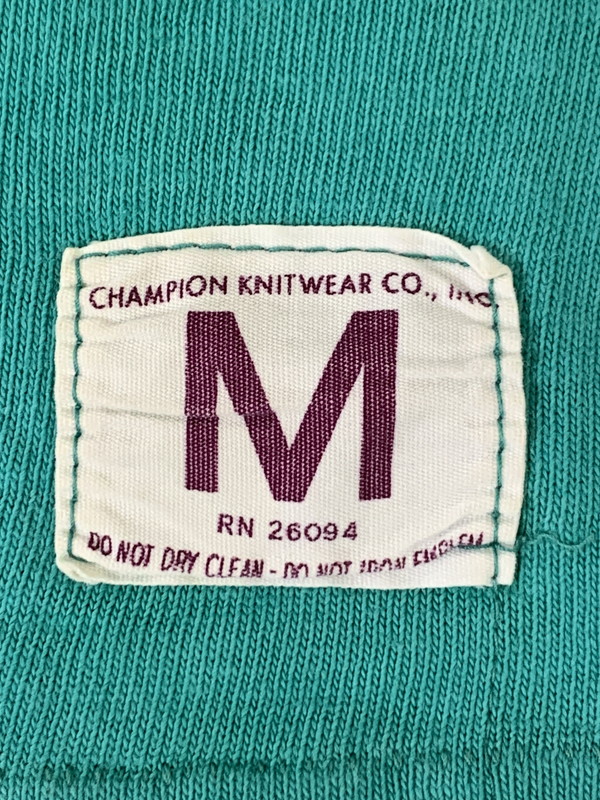 CHAMPION KNITWEAR CO., INC.
M
RN 26094
DO NOT DRY CLEAN - DO NOT IRON EMBLEM